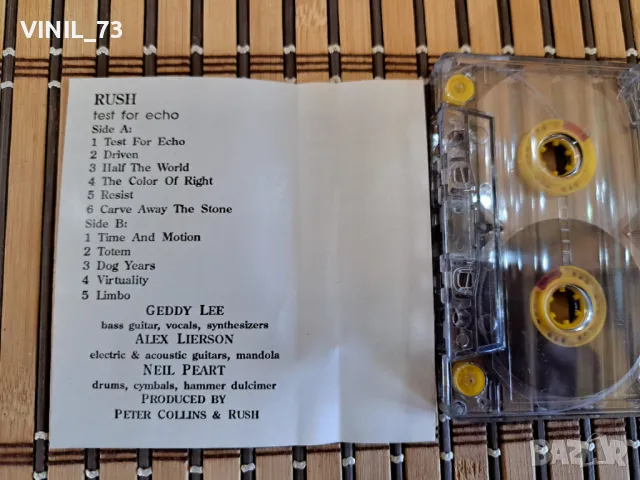 VINIL_73
RUSH
test for echo
Side A:
1 Test For Echo
2 Driven
3 Half The World
4 The Color Of Right
5 Resist
6 Carve Away The Stone
Side B:
1 Time And Motion
2 Totem
3 Dog Years
4 Virtuality
5 Limbo
GEDDY LEE
bass guitar, vocals, synthesizers
ALEX LIERSON
electric & acoustic guitars, mandola
NEIL PEART
drums, cymbals, hammer dulcimer
PRODUCED BY
PETER COLLINS & RUSH
BAZAR